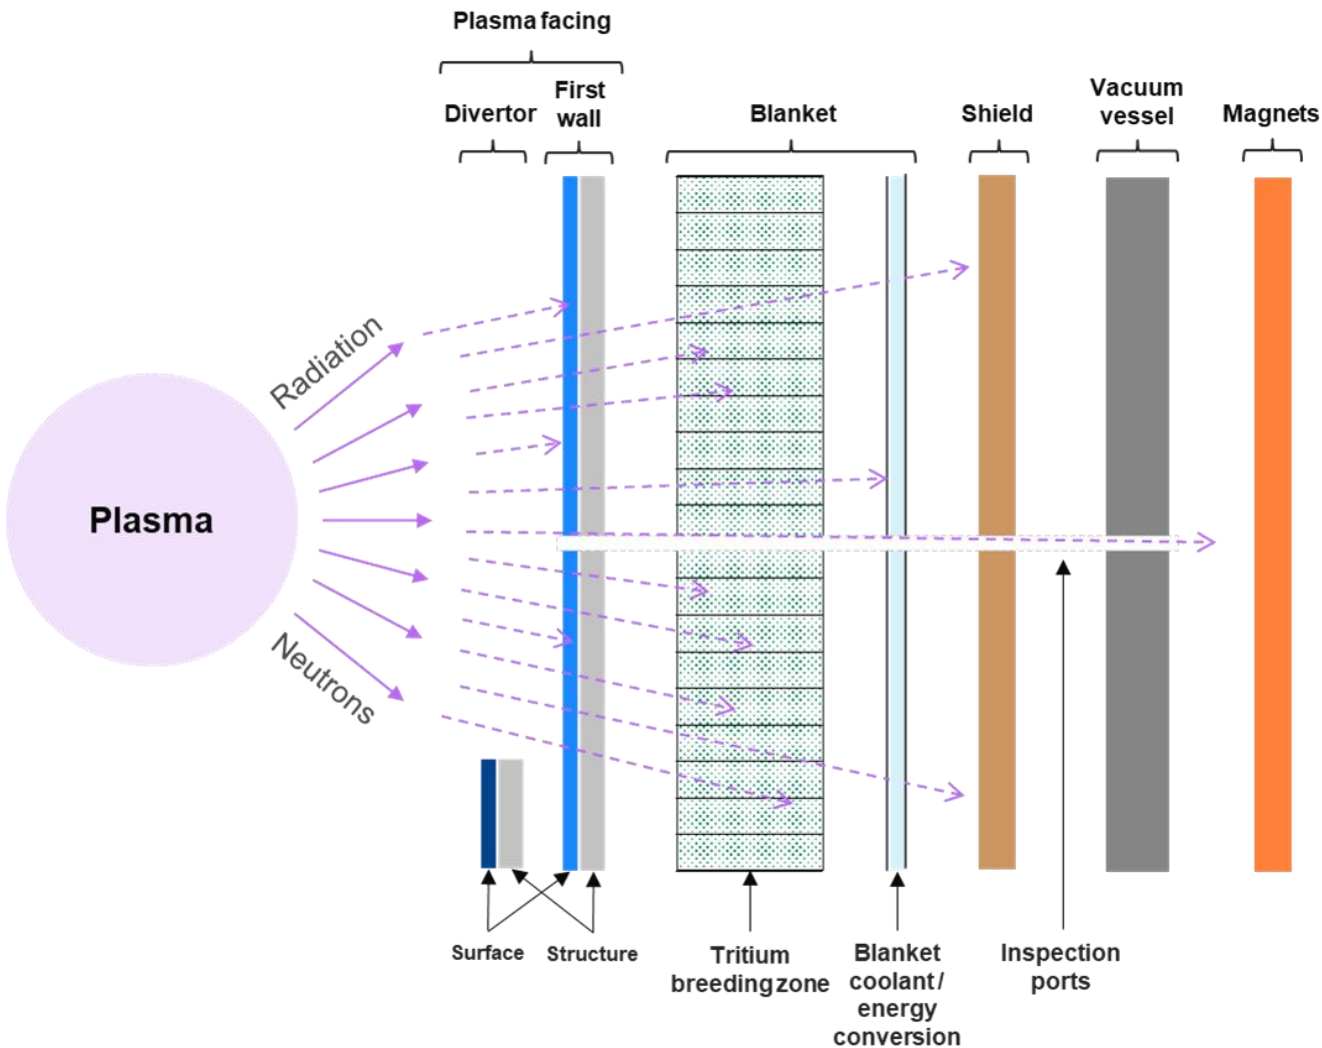 Plasma facing
Divertor
First
wall
Blanket
Shield
Vacuum
vessel
Magnets
Radiation
Plasma
Neutrons
Surface
Structure
Tritium
breeding zone
Blanket
coolant /
energy
conversion
Inspection
ports